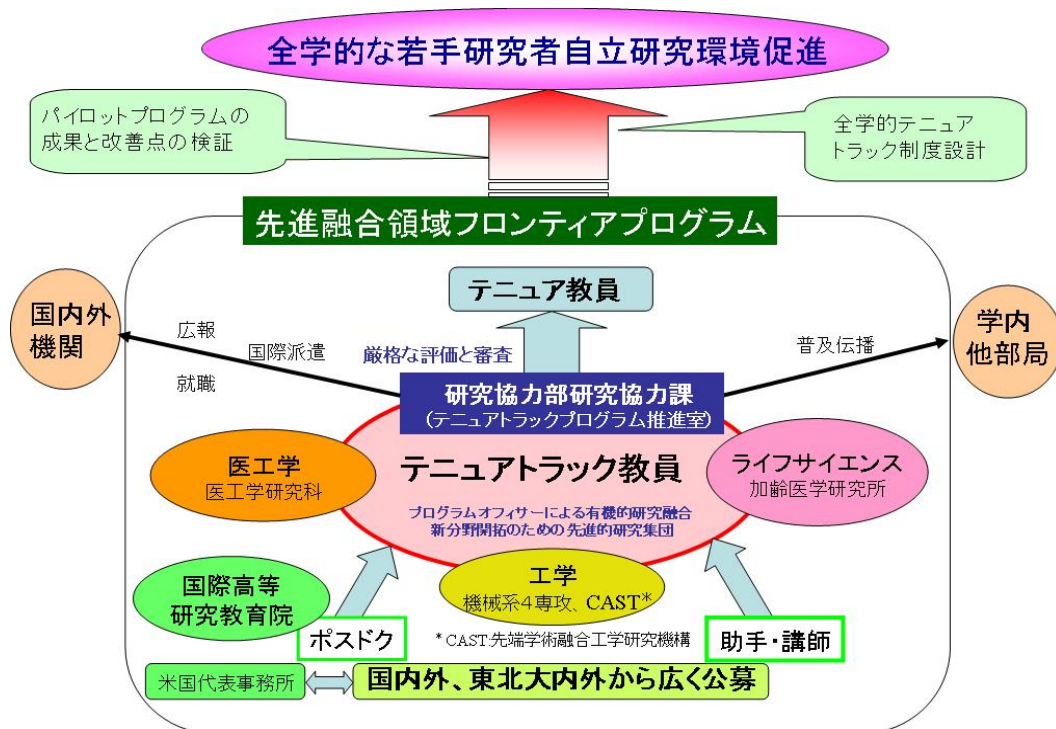 全学的な若手研究者自立研究環境促進
パイロットプログラムの
成果と改善点の検証
全学的テニュア
トラック制度設計
先進融合領域フロンティアプログラム
テニュア教員
国内外
機関
広報
国際派遣
就職
厳格な評価と審査
普及伝播
学内
他部局
研究協力部研究協力課
(テニュアトラックプログラム推進室)
医工学
医工学研究科
テニュアトラック教員
ライフサイエンス
加齢医学研究所
プログラムオフィサーによる有機的研究融合
新分野開拓のための先進的研究集団
国際高等
研究教育院
工学
機械系4専攻、CAST*
ポスドク
*CAST:先端学術融合工学研究機構
助手・講師
米国代表事務所
国内外、東北大内外から広く公募